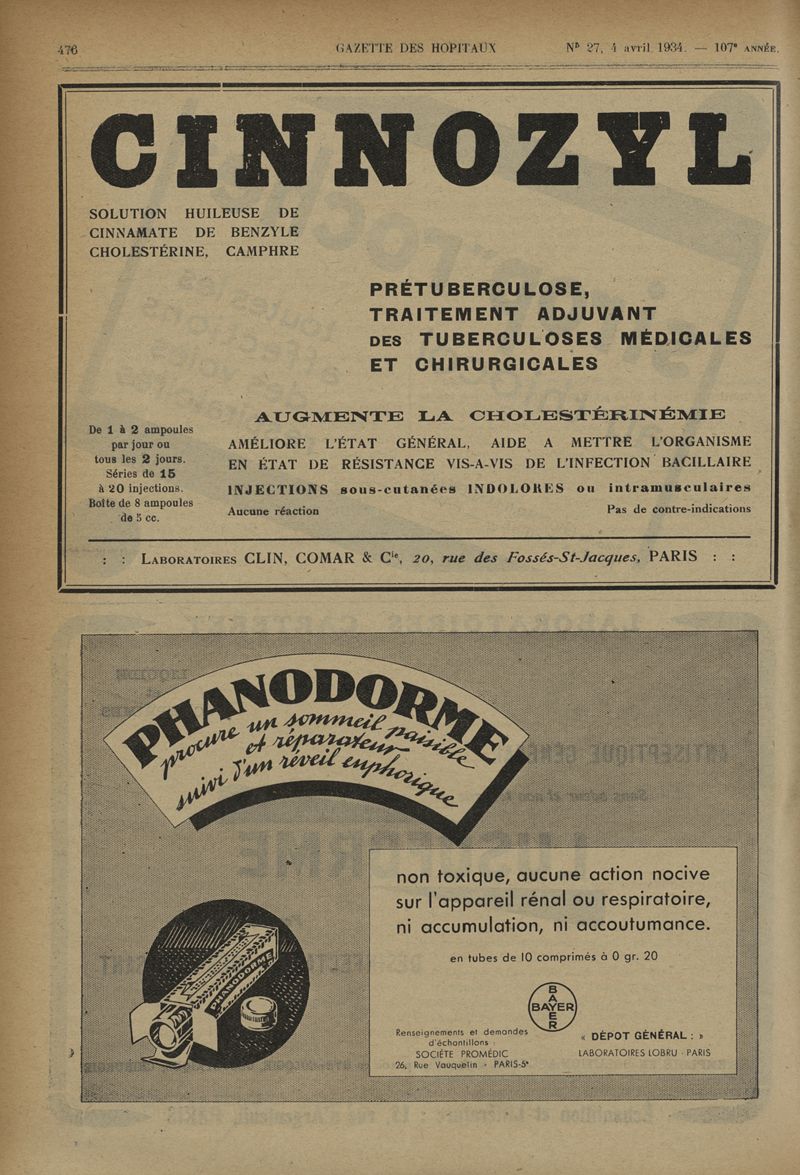 476
GAZETTE DES HOPITAUX
Nº 27, 4 avril 1934. — 107e ANNÉE.
CINNOZYL
SOLUTION HUILEUSE DE
CINNAMATE DE BENZYLE
CHOLESTÉRINE, CAMPHRE
PRÉTUBERCULOSE,
TRAITEMENT ADJUVANT
DES TUBERCULOSES MÉDICALES
ET CHIRURGICALES
De 1 à 2 ampoules
par jour ou
tous les 2 jours.
Séries de 15
à 20 injections.
Boîte de 8 ampoules
de 5 cc.
AUGMENTE LA CHOLESTÉRINÉMIE
AMÉLIORE L'ÉTAT GÉNÉRAL, AIDE A METTRE L'ORGANISME
EN ÉTAT DE RÉSISTANCE VIS-A-VIS DE L'INFECTION BACILLAIRE
INJECTIONS sous-cutanées INDOLORES ou intramusculaires
Aucune réaction Pas de contre-indications
: : LABORATOIRES CLIN, COMAR & Cie, 20, rue des Fossés-St-Jacques, PARIS : :
PHANODORME
procure un sommeil paisible
et réparateur
suivi d'un réveil euphorique
PHANODORME
non toxique, aucune action nocive
sur l'appareil rénal ou respiratoire,
ni accumulation, ni accoutumance.
en tubes de 10 comprimés à 0 gr. 20
BAYER
BAYER
Renseignements et demandes
d'échantillons :
SOCIÉTE PROMÉDIC
26, Rue Vauquelin - PARIS-5e
« DÉPOT GÉNÉRAL : »
LABORATOIRES LOBRU - PARIS